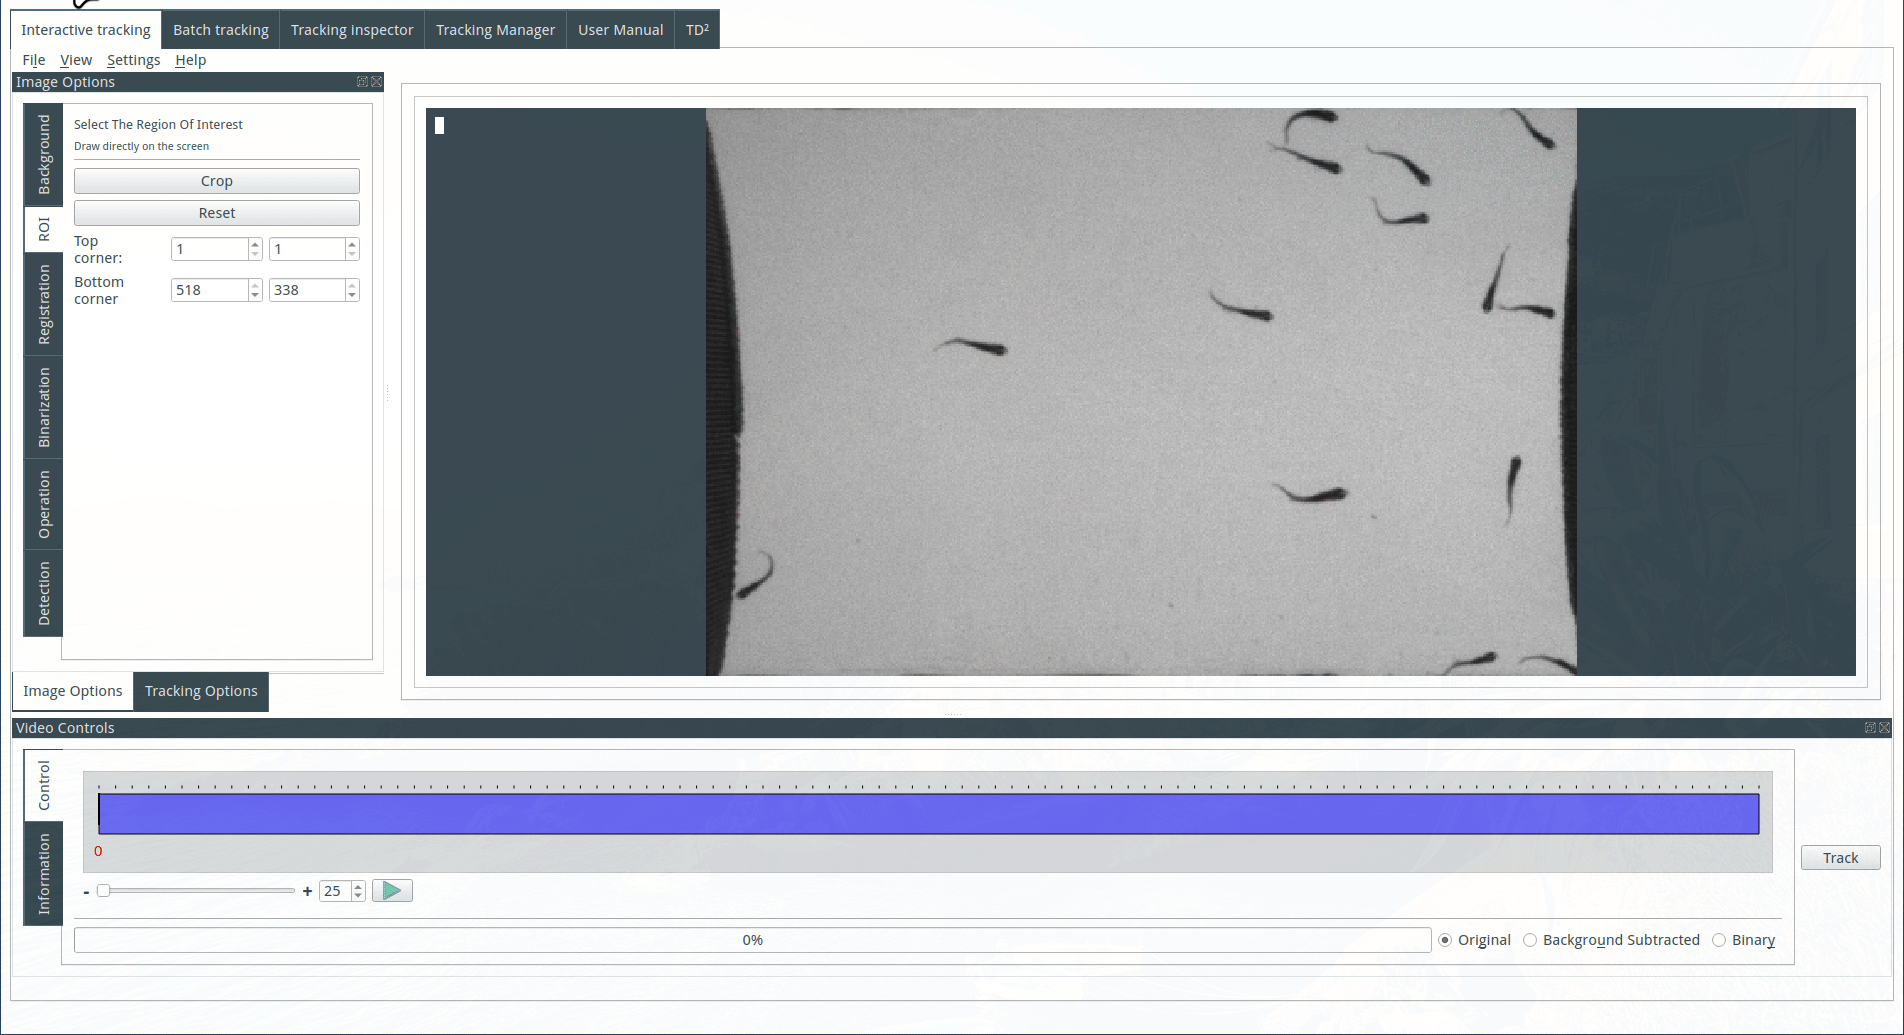 Interactive tracking Batch tracking Tracking inspector Tracking Manager User Manual TD²
File View Settings Help
Image Options
Background
ROI
Registration
Binarization
Operation
Detection
Select The Region Of Interest
Draw directly on the screen
Crop
Reset
Top corner: 1 1
Bottom corner 518 338
Image Options Tracking Options
Video Controls
Control
Information
0
- + 25
0%
Original Background Subtracted Binary
Track